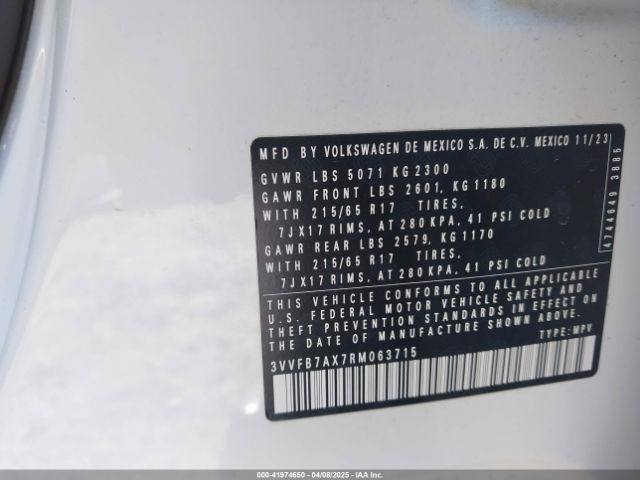 MFD BY VOLKSWAGEN DE MEXICO S.A. DE C.V. MEXICO 11/23
GVWR LBS 5071 KG 2300
GAWR FRONT LBS 2601, KG 1180
WITH 215/65 R17 TIRES,
7JX17 RIMS, AT 280 KPA, 41 PSI COLD
GAWR REAR LBS 2579, KG 1170
WITH 215/65 R17 TIRES,
7JX17 RIMS, AT 280 KPA, 41 PSI COLD
THIS VEHICLE CONFORMS TO ALL APPLICABLE
U.S. FEDERAL MOTOR VEHICLE SAFETY AND
THEFT PREVENTION STANDARDS IN EFFECT ON
THE DATE OF MANUFACTURE SHOWN ABOVE
3VVFB7AX7RM063715 TYPE: MPV
4744649 3885
000-41974650 - 04/08/2025 - IAAI Copart